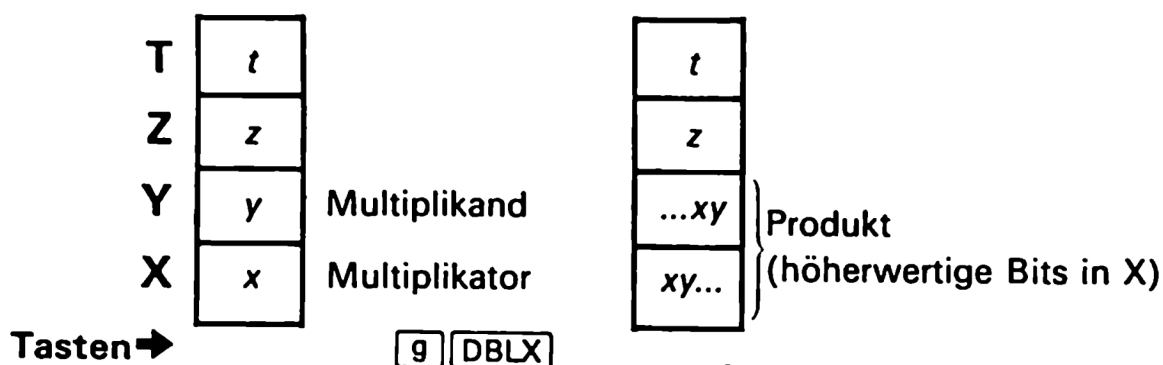 T t t
Z z z
Y y Multiplikand ...xy Produkt
X x Multiplikator xy... (höherwertige Bits in X)
Tasten➔ g DBLX